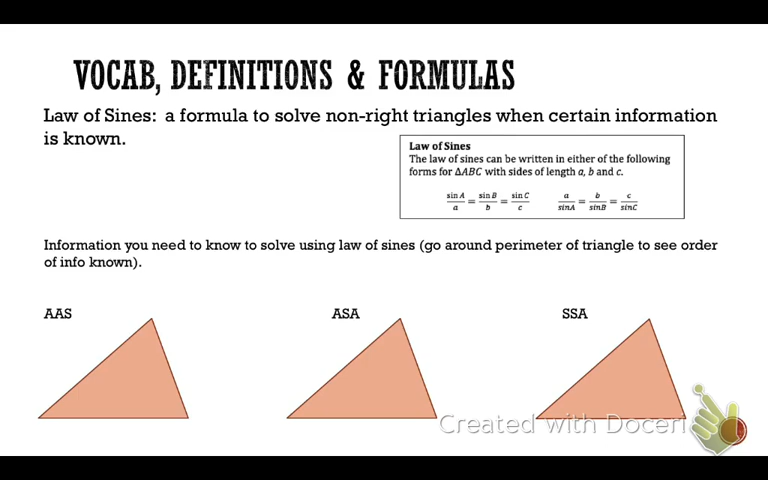 VOCAB, DEFINITIONS & FORMULAS
Law of Sines: a formula to solve non-right triangles when certain information
is known.
Law of Sines
The law of sines can be written in either of the following
forms for ΔABC with sides of length a, b and c.
sin A / a = sin B / b = sin C / c   a / sinA = b / sinB = c / sinC
Information you need to know to solve using law of sines (go around perimeter of triangle to see order
of info known).
AAS ASA SSA
Created with Doceri